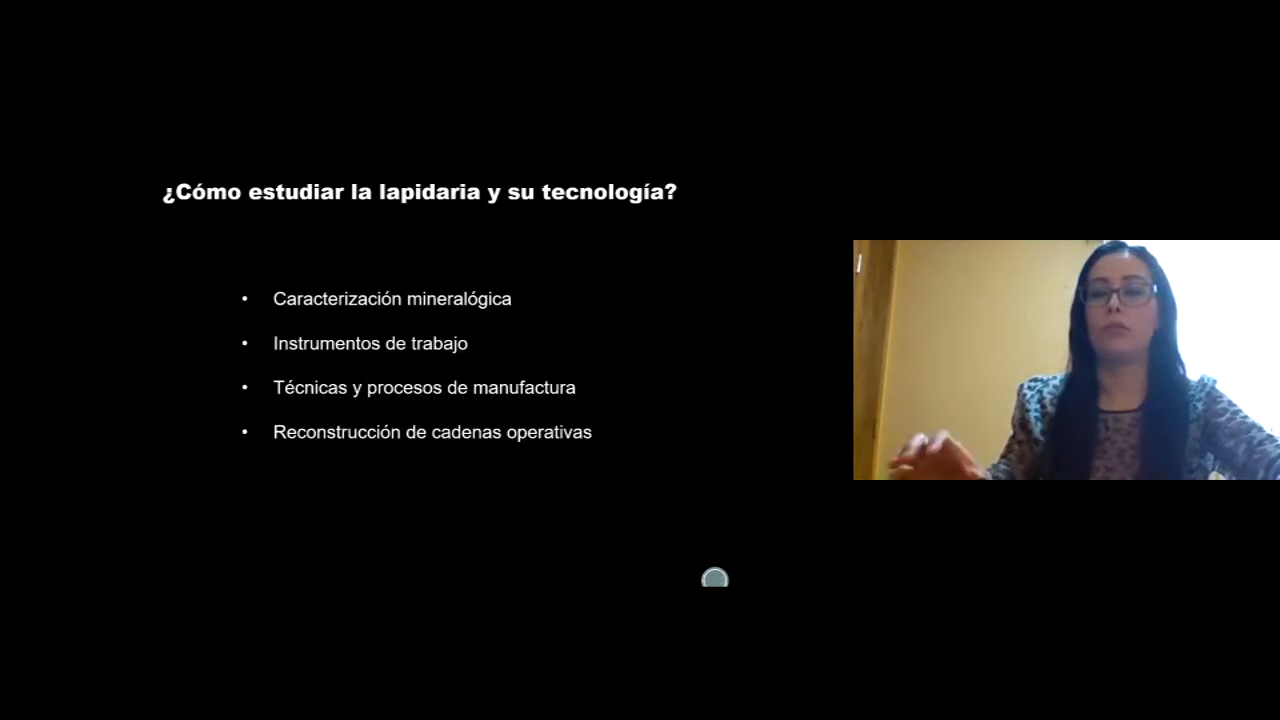 ¿Cómo estudiar la lapidaria y su tecnología?
• Caracterización mineralógica
• Instrumentos de trabajo
• Técnicas y procesos de manufactura
• Reconstrucción de cadenas operativas